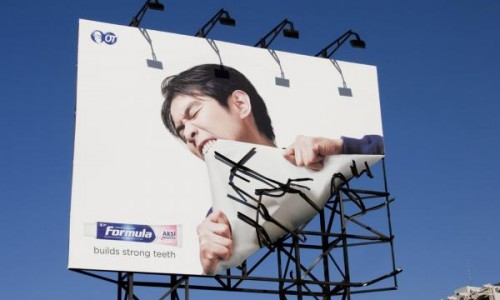 OT
Formula
builds strong teeth